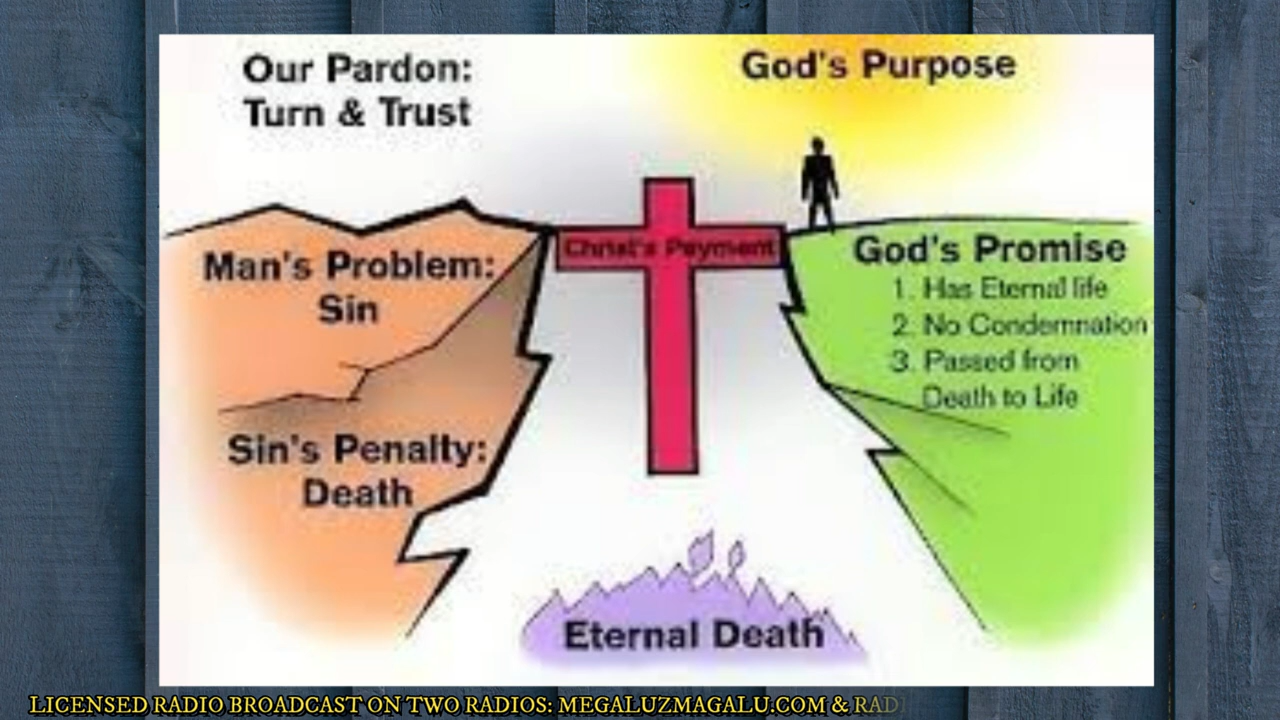 Our Pardon:
Turn & Trust
God's Purpose
Man's Problem:
Sin
Christ's Payment
God's Promise
1. Has Eternal life
2. No Condemnation
3. Passed from
Death to Life
Sin's Penalty:
Death
Eternal Death
LICENSED RADIO BROADCAST ON TWO RADIOS: MEGALUZMAGALU.COM & RAD